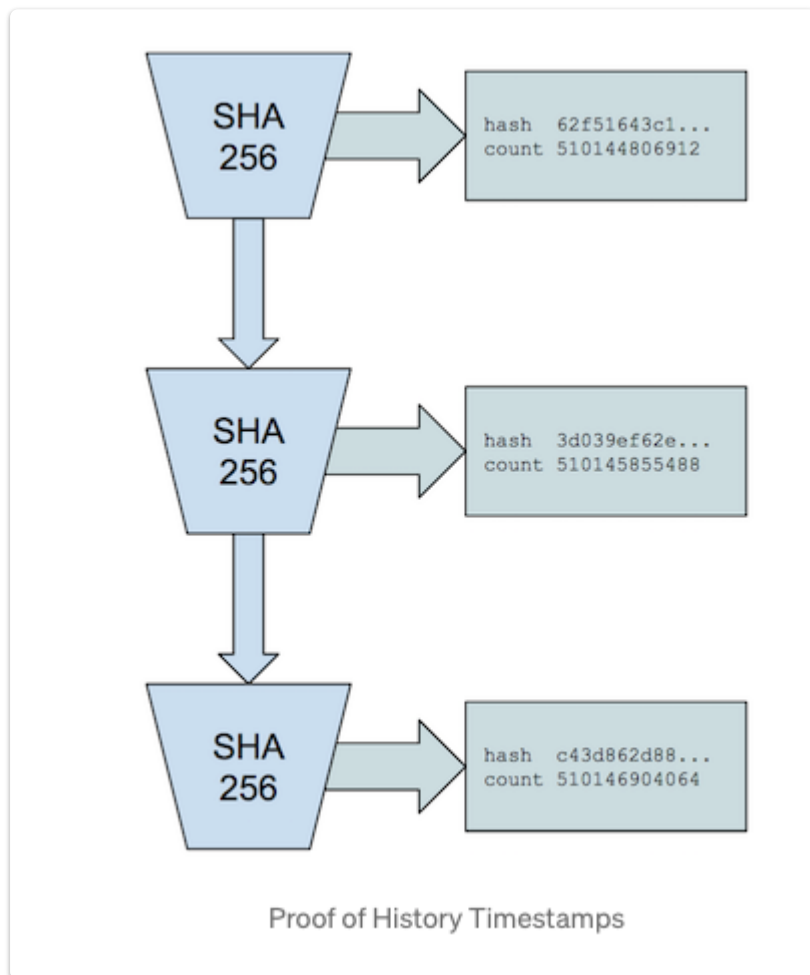 SHA
256
hash 62f51643c1...
count 510144806912
SHA
256
hash 3d039ef62e...
count 510145855488
SHA
256
hash c43d862d88...
count 510146904064
Proof of History Timestamps